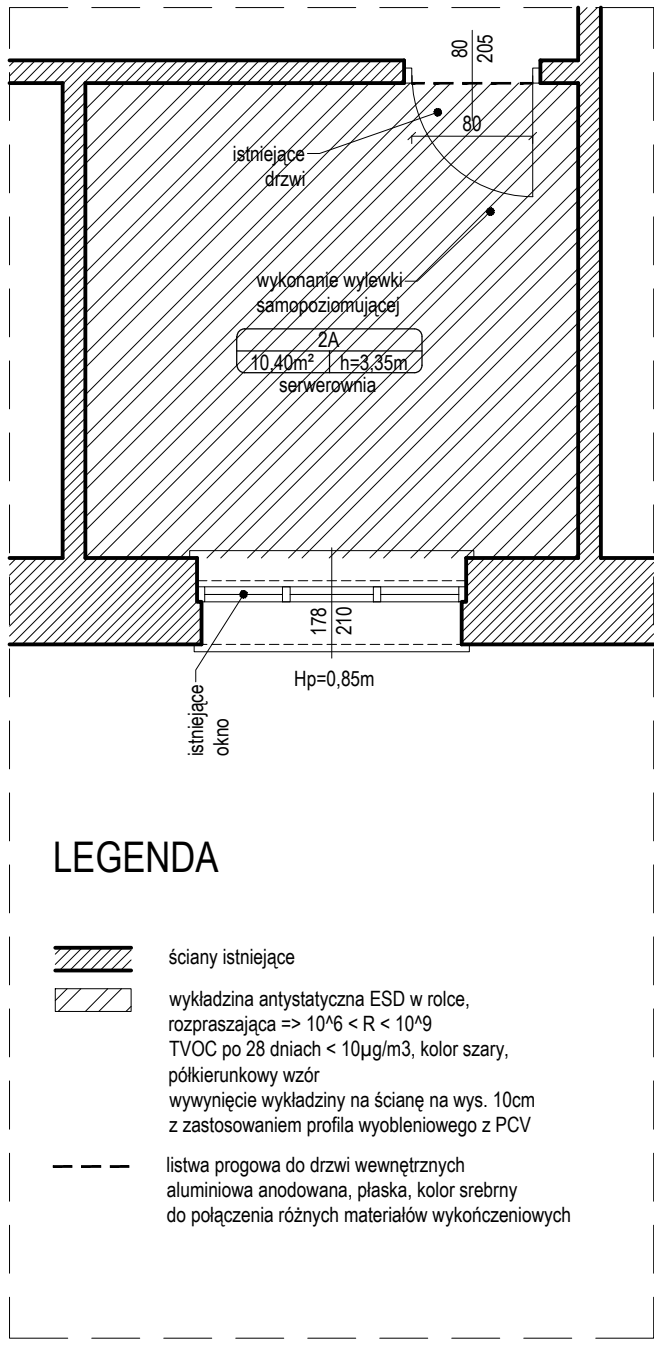 80
205
80
istniejące
drzwi
wykonanie wylewki
samopoziomującej
2A
10,40m² h=3,35m
serwerownia
178
210
Hp=0,85m
istniejące
okno
LEGENDA
ściany istniejące
wykładzina antystatyczna ESD w rolce,
rozpraszająca => 10^6 < R < 10^9
TVOC po 28 dniach < 10µg/m3, kolor szary,
półkierunkowy wzór
wywynięcie wykładziny na ścianę na wys. 10cm
z zastosowaniem profila wyobleniowego z PCV
listwa progowa do drzwi wewnętrznych
aluminiowa anodowana, płaska, kolor srebrny
do połączenia różnych materiałów wykończeniowych